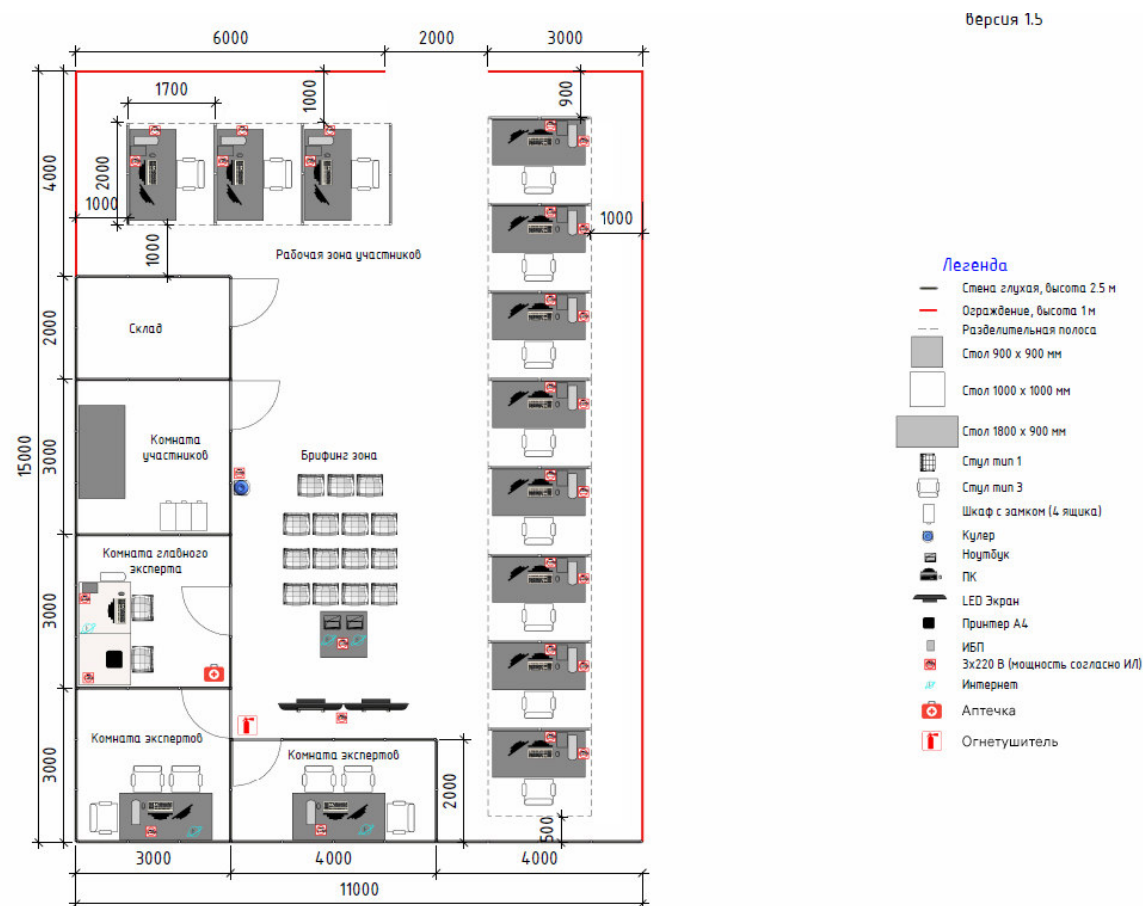 версия 1.5
6000
2000
3000
1700
1000
900
4000
2000
1000
1000
1000
Рабочая зона участников
2000
Склад
15000
3000
Комната
участников
Брифинг зона
3000
Комната главного
эксперта
3000
Комната экспертов
Комната экспертов
2000
500
3000
4000
4000
11000
Легенда
Стена глухая, высота 2.5 м
Ограждение, высота 1 м
Разделительная полоса
Стол 900 х 900 мм
Стол 1000 х 1000 мм
Стол 1800 х 900 мм
Стул тип 1
Стул тип 3
Шкаф с замком (4 ящика)
Кулер
Ноутбук
ПК
LED Экран
Принтер А4
ИБП
3х220 В (мощность согласно ИЛ)
Интернет
Аптечка
Огнетушитель